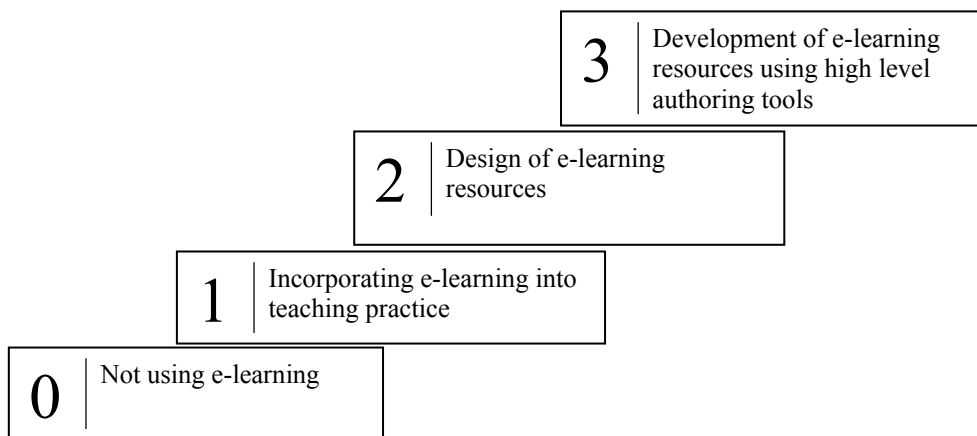 3
Development of e-learning
resources using high level
authoring tools
2
Design of e-learning
resources
1
Incorporating e-learning into
teaching practice
0
Not using e-learning